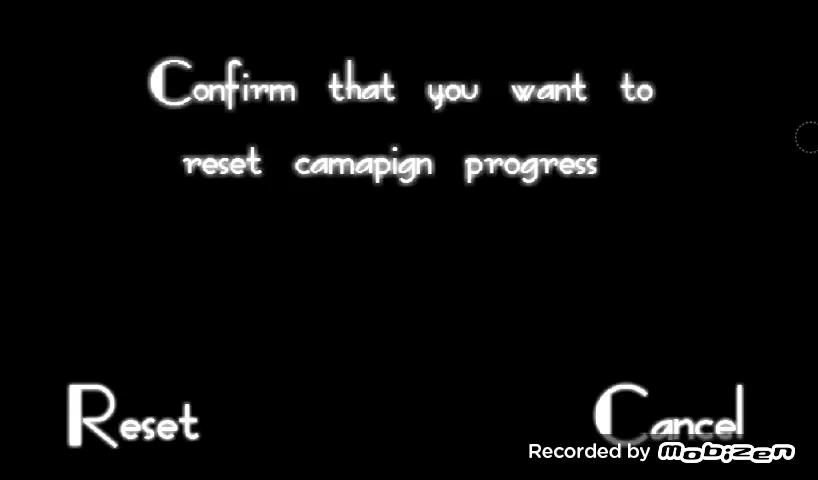 Confirm that you want to
reset camapign progress
Reset
Cancel
Recorded by mobizen